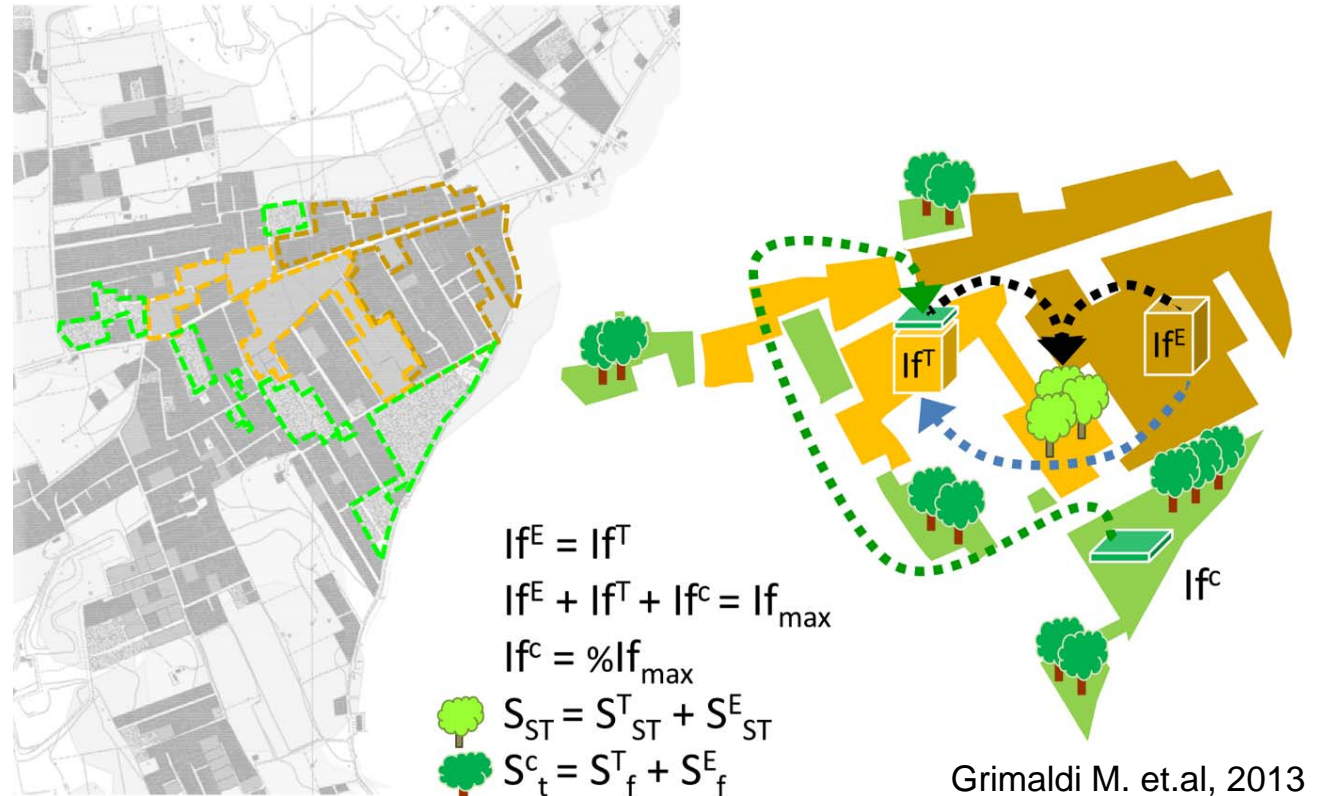 If^T
If^E
If^E = If^T
If^E + If^T + If^c = If_max
If^c = %If_max
If^c
S_ST = S^T_ST + S^E_ST
S^c_t = S^T_f + S^E_f
Grimaldi M. et.al, 2013